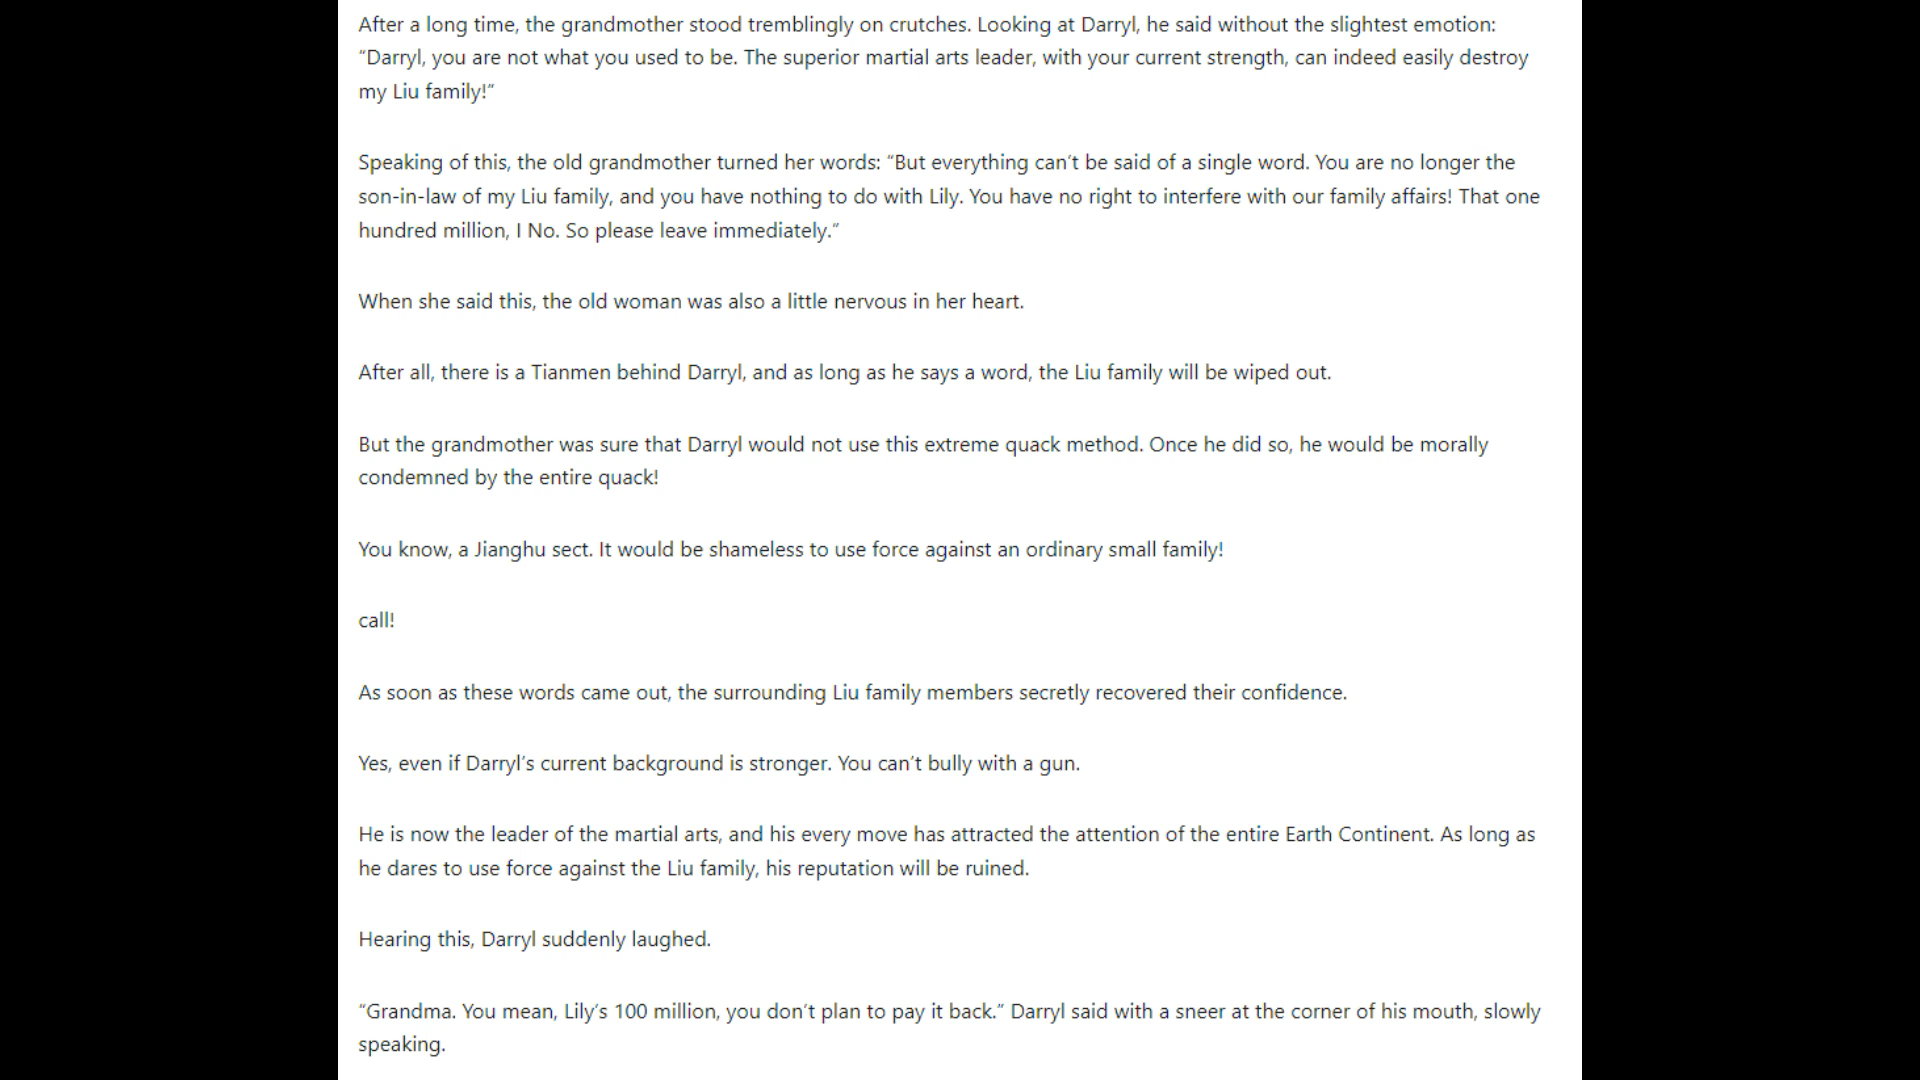 After a long time, the grandmother stood tremblingly on crutches. Looking at Darryl, he said without the slightest emotion:
“Darryl, you are not what you used to be. The superior martial arts leader, with your current strength, can indeed easily destroy
my Liu family!”
Speaking of this, the old grandmother turned her words: “But everything can’t be said of a single word. You are no longer the
son-in-law of my Liu family, and you have nothing to do with Lily. You have no right to interfere with our family affairs! That one
hundred million, I No. So please leave immediately.”
When she said this, the old woman was also a little nervous in her heart.
After all, there is a Tianmen behind Darryl, and as long as he says a word, the Liu family will be wiped out.
But the grandmother was sure that Darryl would not use this extreme quack method. Once he did so, he would be morally
condemned by the entire quack!
You know, a Jianghu sect. It would be shameless to use force against an ordinary small family!
call!
As soon as these words came out, the surrounding Liu family members secretly recovered their confidence.
Yes, even if Darryl’s current background is stronger. You can’t bully with a gun.
He is now the leader of the martial arts, and his every move has attracted the attention of the entire Earth Continent. As long as
he dares to use force against the Liu family, his reputation will be ruined.
Hearing this, Darryl suddenly laughed.
“Grandma. You mean, Lily’s 100 million, you don’t plan to pay it back.” Darryl said with a sneer at the corner of his mouth, slowly
speaking.